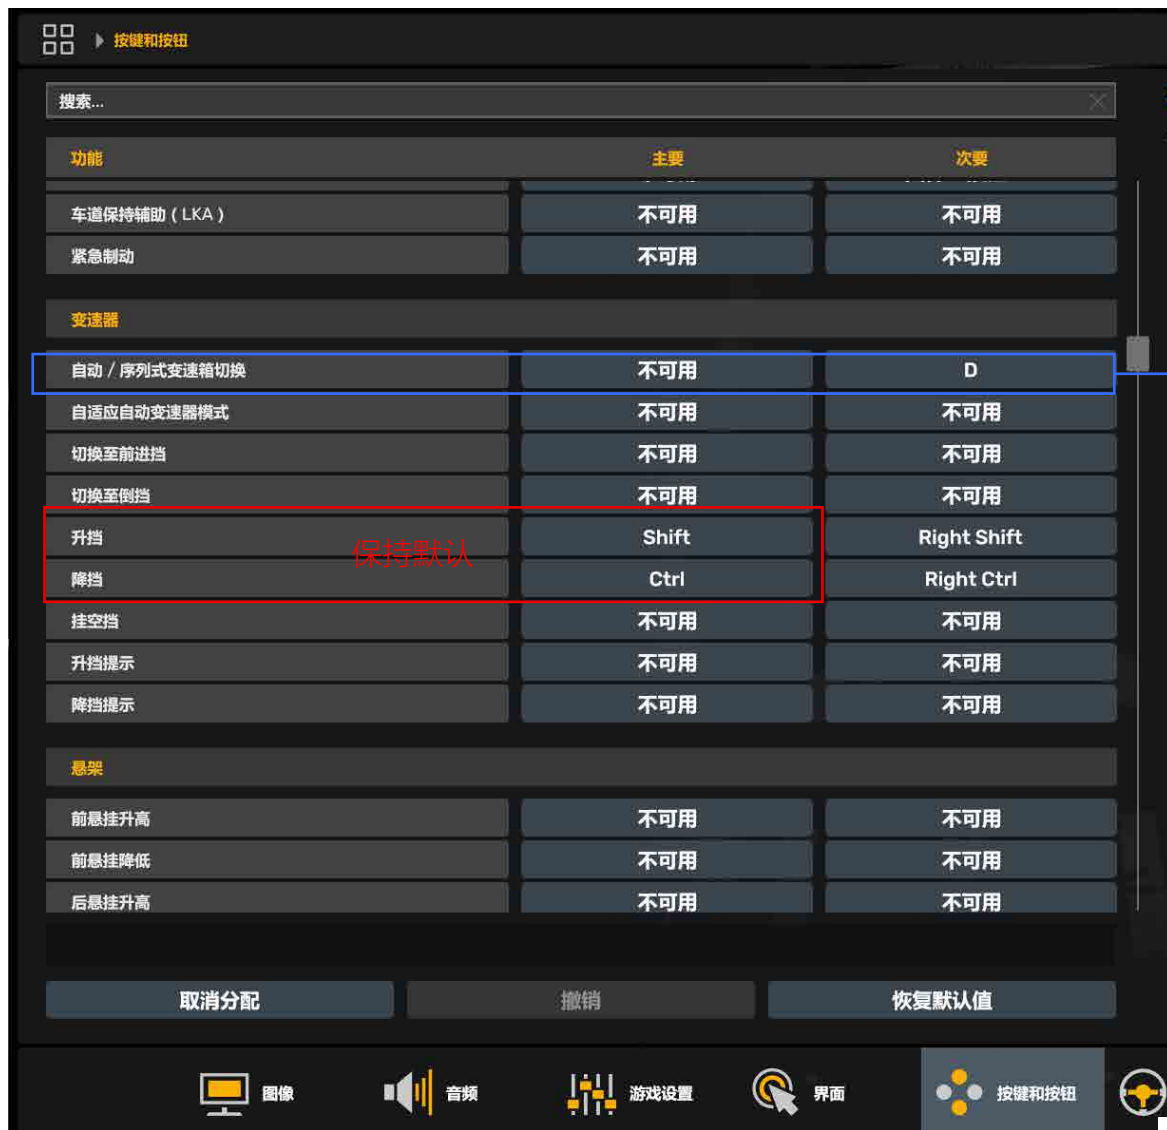 按键和按钮
搜索...
功能 主要 次要
车道保持辅助（LKA） 不可用 不可用
紧急制动 不可用 不可用
变速器
自动 / 序列式变速箱切换 不可用 D
自适应自动变速器模式 不可用 不可用
切换至前进挡 不可用 不可用
切换至倒挡 不可用 不可用
升挡 Shift Right Shift
保持默认
降挡 Ctrl Right Ctrl
挂空挡 不可用 不可用
升挡提示 不可用 不可用
降挡提示 不可用 不可用
悬架
前悬挂升高 不可用 不可用
前悬挂降低 不可用 不可用
后悬挂升高 不可用 不可用
取消分配 撤销 恢复默认值
图像 音频 游戏设置 界面 按键和按钮